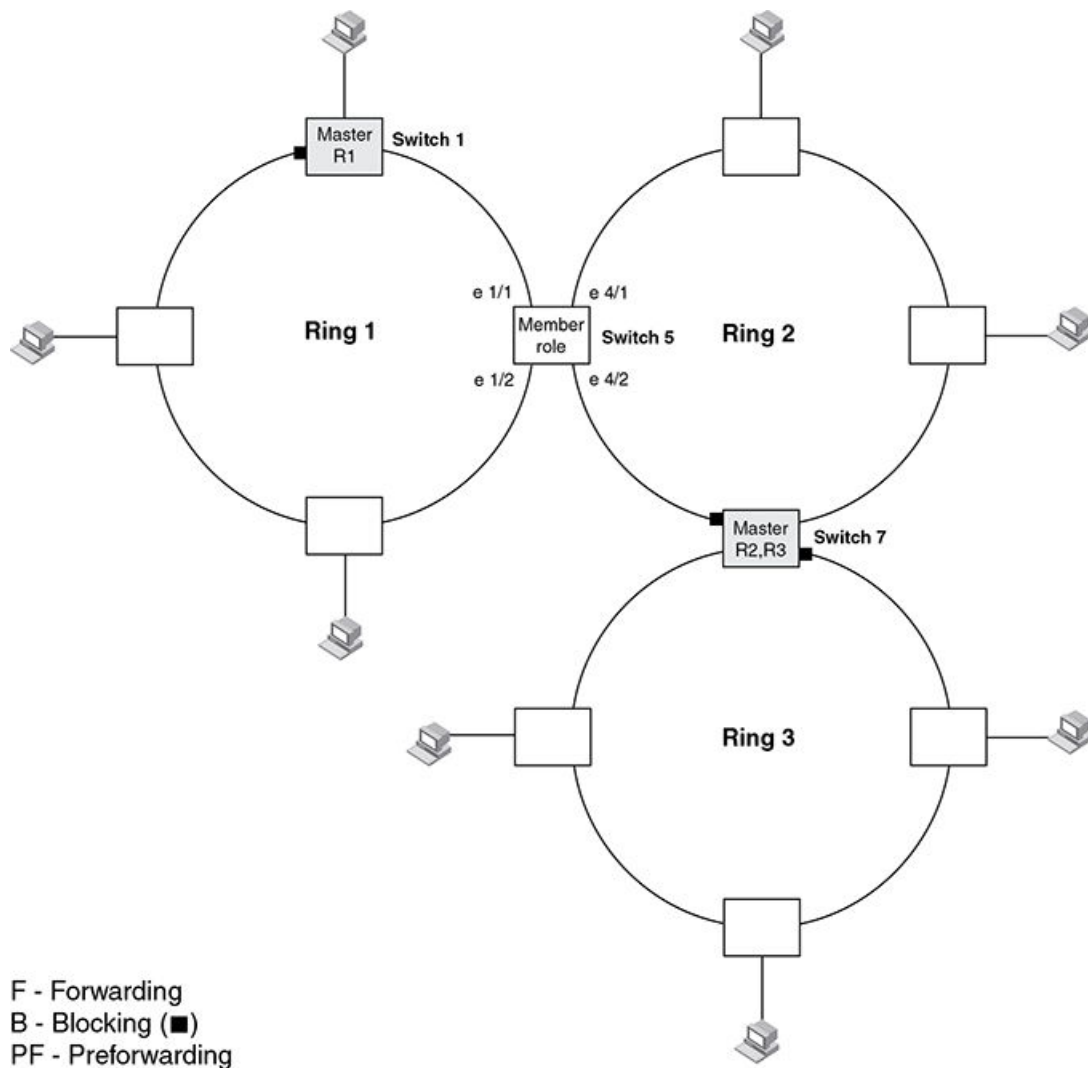 Master
R1
Switch 1
e 1/1
e 4/1
Ring 1
Member
role
Switch 5
Ring 2
e 1/2
e 4/2
Master
R2,R3
Switch 7
Ring 3
F - Forwarding
B - Blocking (■)
PF - Preforwarding